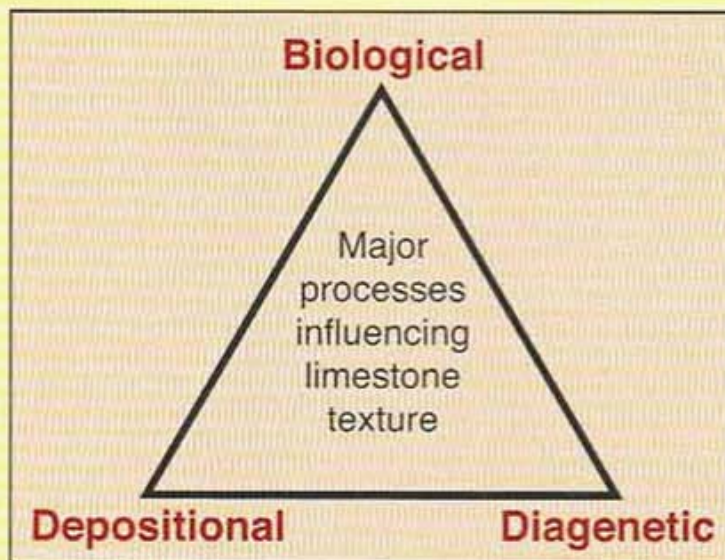 Biological
Major
processes
influencing
limestone
texture
Depositional
Diagenetic